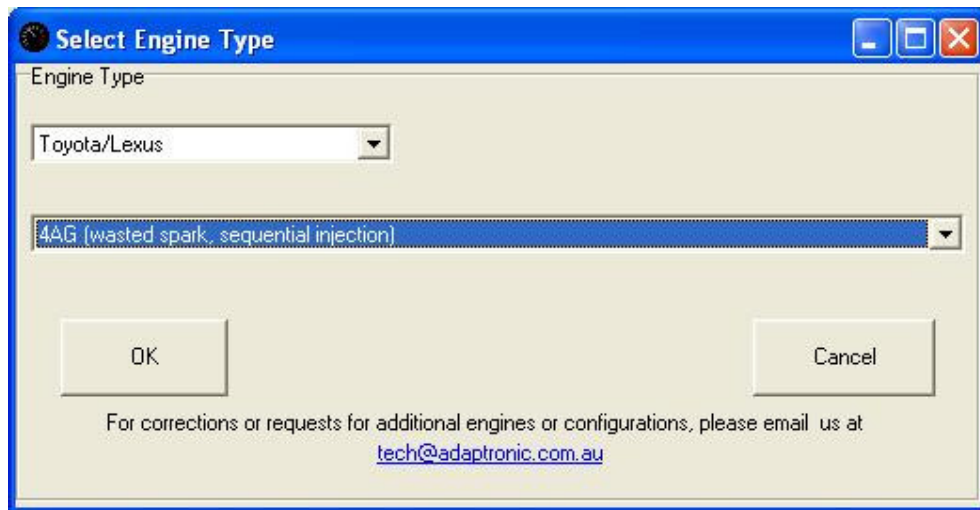 Select Engine Type
Engine Type
Toyota/Lexus
4AG (wasted spark, sequential injection)
OK
Cancel
For corrections or requests for additional engines or configurations, please email us at
tech@adaptronic.com.au